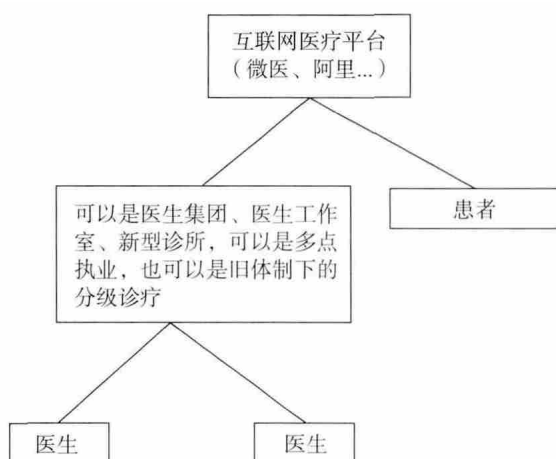 互联网医疗平台
（微医、阿里...）
可以是医生集团、医生工作
室、新型诊所，可以是多点
执业，也可以是旧体制下的
分级诊疗
患者
医生
医生